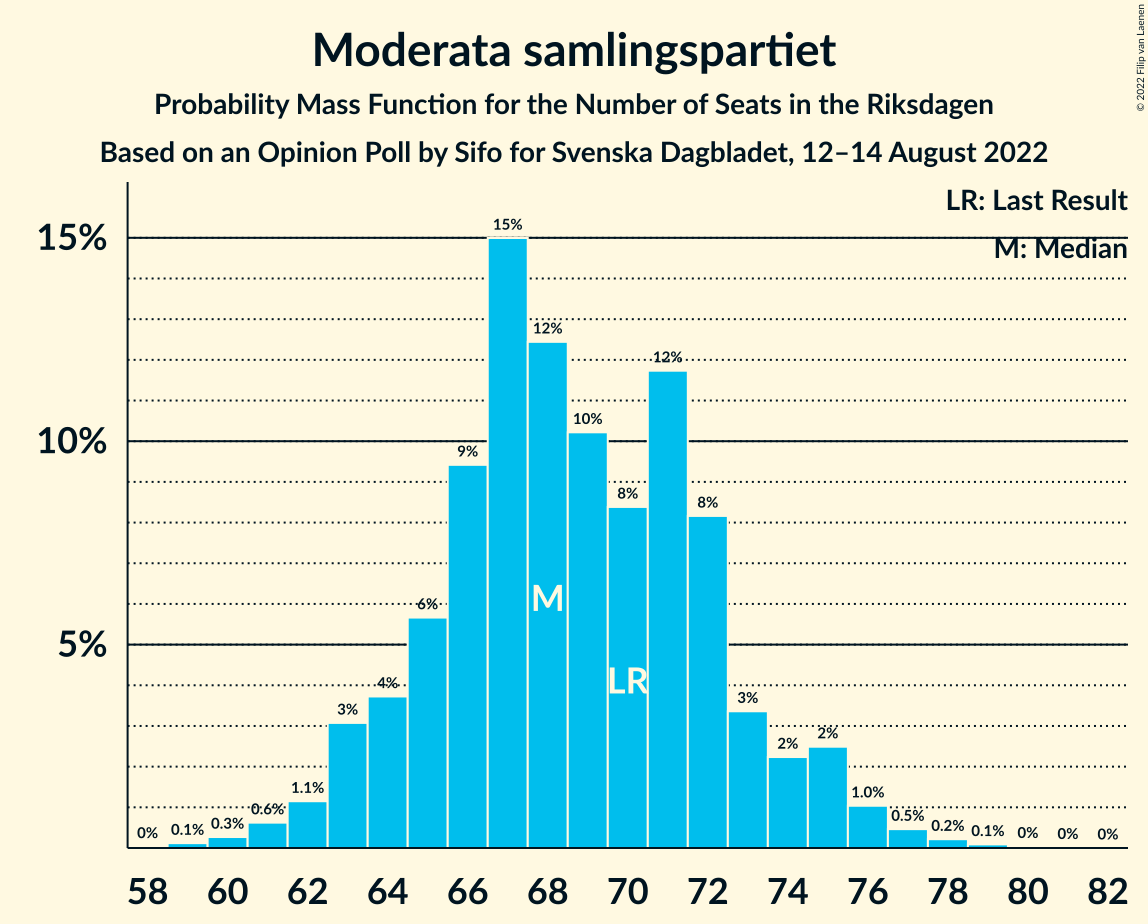 Moderata samlingspartiet
Probability Mass Function for the Number of Seats in the Riksdagen
Based on an Opinion Poll by Sifo for Svenska Dagbladet, 12–14 August 2022
© 2022 Filip van Laenen
LR: Last Result
M: Median
15%
10%
5%
0% 0.1% 0.3% 0.6% 1.1% 3% 4% 6% 9% 15% 12% 10% 8% 12% 8% 3% 2% 2% 1.0% 0.5% 0.2% 0.1% 0% 0% 0%
M
LR
58 60 62 64 66 68 70 72 74 76 78 80 82